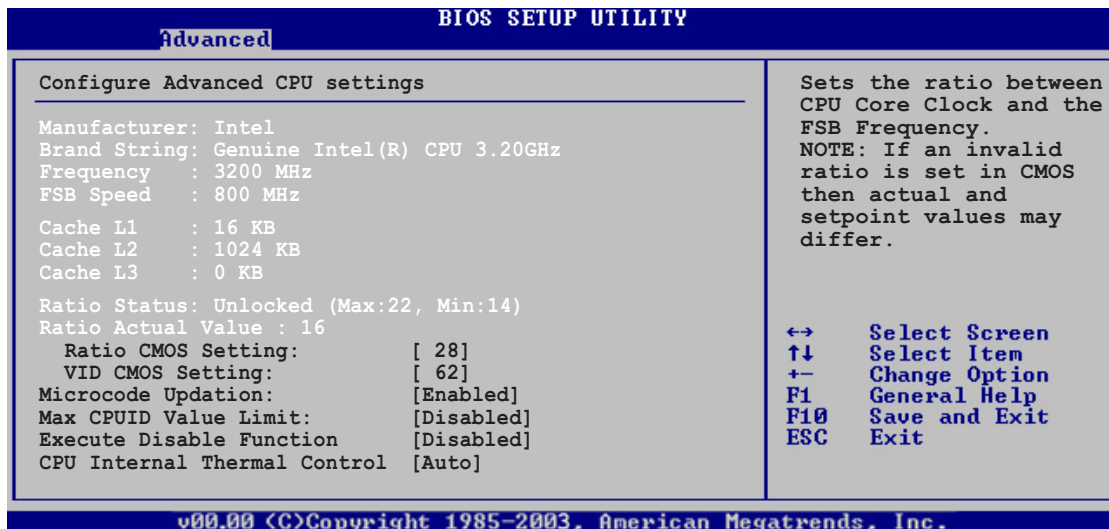 BIOS SETUP UTILITY
Advanced
Configure Advanced CPU settings
Manufacturer: Intel
Brand String: Genuine Intel(R) CPU 3.20GHz
Frequency : 3200 MHz
FSB Speed : 800 MHz
Cache L1 : 16 KB
Cache L2 : 1024 KB
Cache L3 : 0 KB
Ratio Status: Unlocked (Max:22, Min:14)
Ratio Actual Value : 16
Ratio CMOS Setting: [ 28]
VID CMOS Setting: [ 62]
Microcode Updation: [Enabled]
Max CPUID Value Limit: [Disabled]
Execute Disable Function [Disabled]
CPU Internal Thermal Control [Auto]
Sets the ratio between
CPU Core Clock and the
FSB Frequency.
NOTE: If an invalid
ratio is set in CMOS
then actual and
setpoint values may
differ.
←→ Select Screen
↑↓ Select Item
+- Change Option
F1 General Help
F10 Save and Exit
ESC Exit
v00.00 (C)Copyright 1985-2003, American Megatrends, Inc.